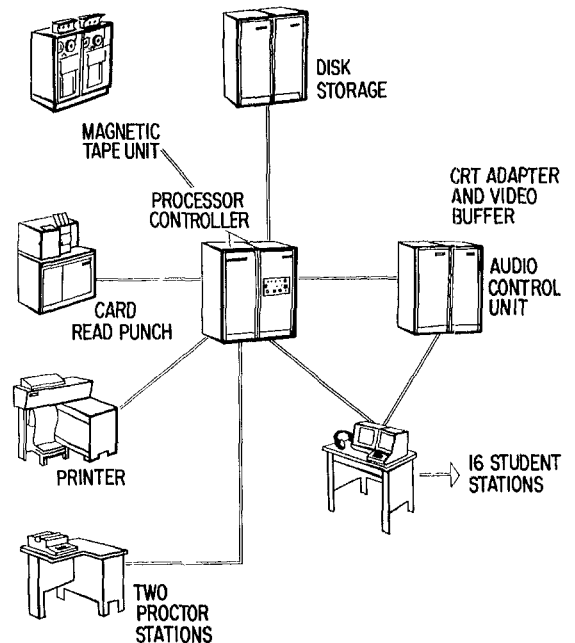 DISK
STORAGE
MAGNETIC
TAPE UNIT
PROCESSOR
CONTROLLER
CRT ADAPTER
AND VIDEO
BUFFER
CARD
READ PUNCH
AUDIO
CONTROL
UNIT
PRINTER
16 STUDENT
STATIONS
TWO
PROCTOR
STATIONS